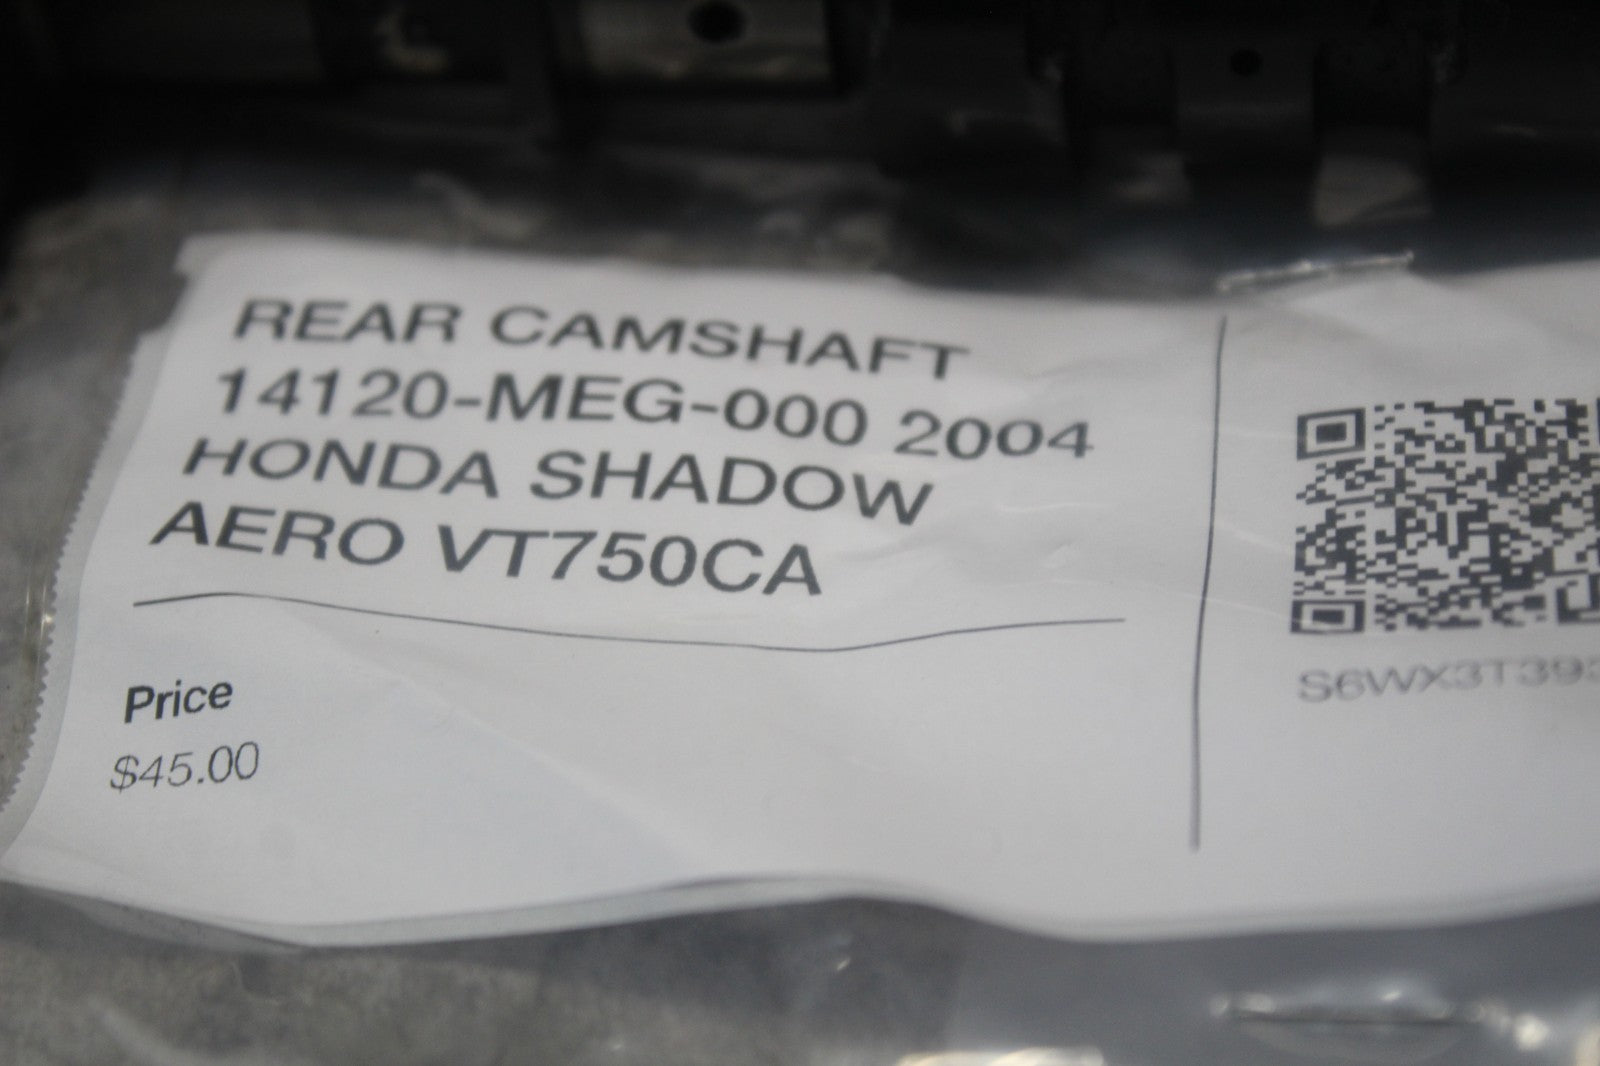 REAR CAMSHAFT
14120-MEG-000 2004
HONDA SHADOW
AERO VT750CA
Price
$45.00